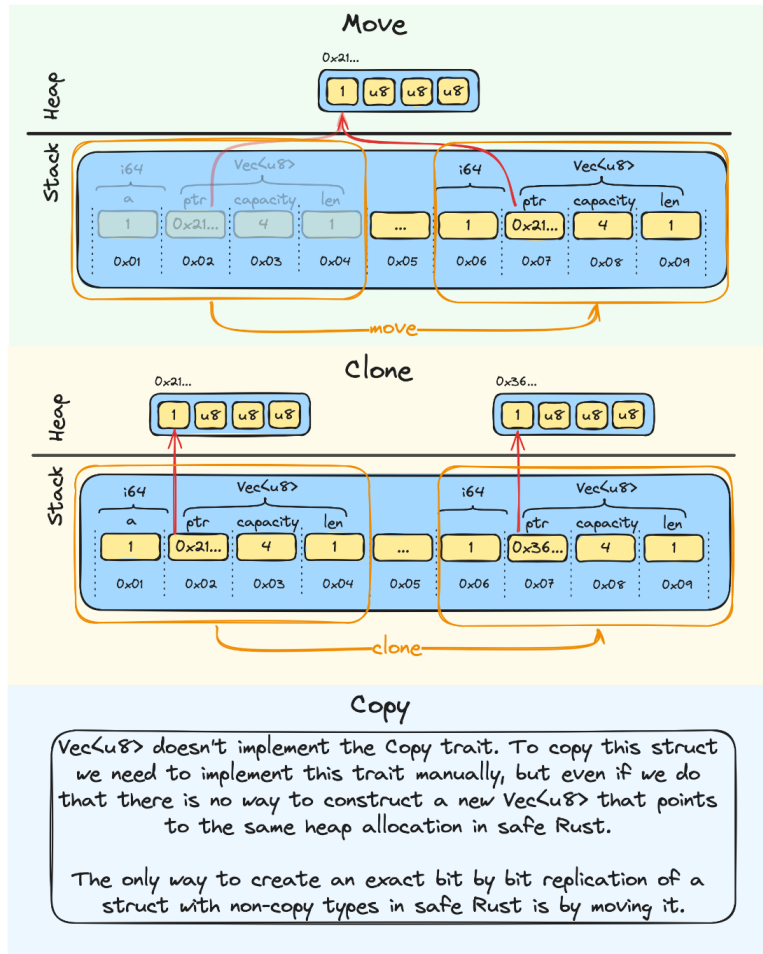 Move
Heap
0x21...
1 u8 u8 u8
Stack
i64 Vec<u8> i64 Vec<u8>
a ptr capacity len ptr capacity len
1 0x21... 4 1 ... 1 0x21... 4 1
0x01 0x02 0x03 0x04 0x05 0x06 0x07 0x08 0x09
move
Clone
Heap
0x21... 0x36...
1 u8 u8 u8 1 u8 u8 u8
Stack
i64 Vec<u8> i64 Vec<u8>
a ptr capacity len ptr capacity len
1 0x21... 4 1 ... 1 0x36... 4 1
0x01 0x02 0x03 0x04 0x05 0x06 0x07 0x08 0x09
clone
Copy
Vec<u8> doesn't implement the Copy trait. To copy this struct
we need to implement this trait manually, but even if we do
that there is no way to construct a new Vec<u8> that points
to the same heap allocation in safe Rust.
The only way to create an exact bit by bit replication of a
struct with non-copy types in safe Rust is by moving it.